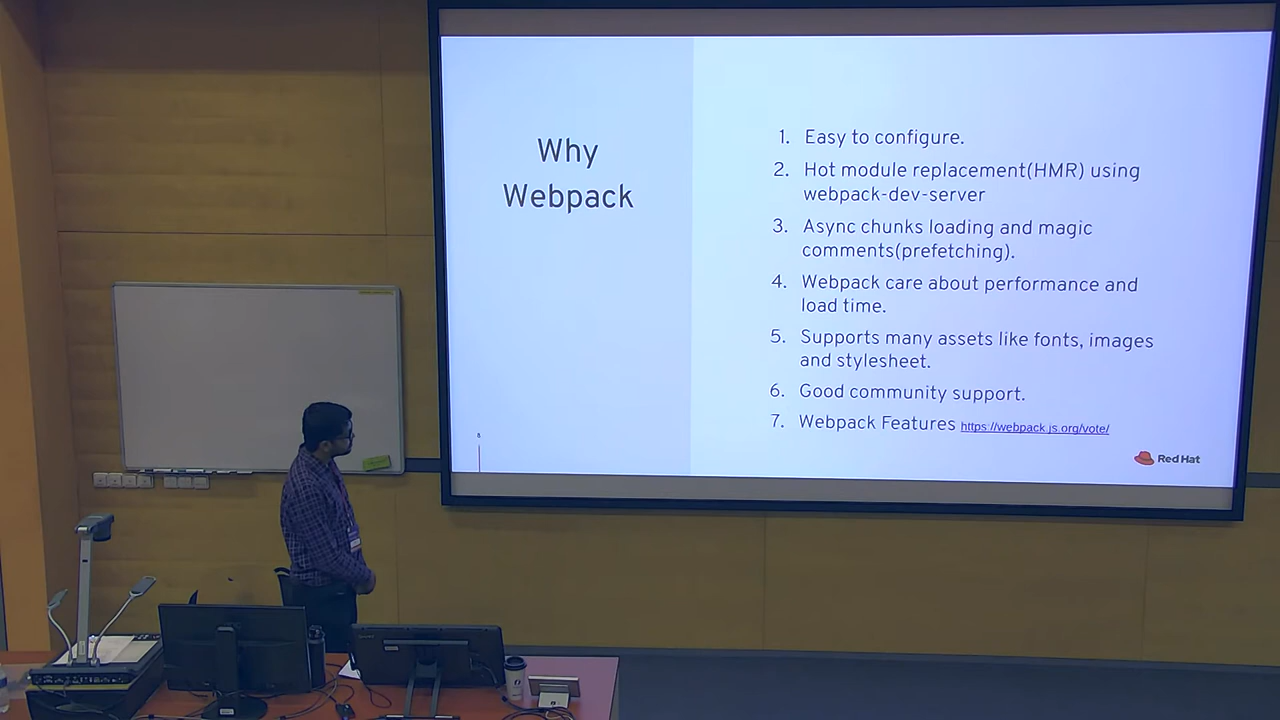 Why
Webpack
1. Easy to configure.
2. Hot module replacement(HMR) using
webpack-dev-server
3. Async chunks loading and magic
comments(prefetching).
4. Webpack care about performance and
load time.
5. Supports many assets like fonts, images
and stylesheet.
6. Good community support.
7. Webpack Features https://webpack.js.org/vote/
8
Red Hat